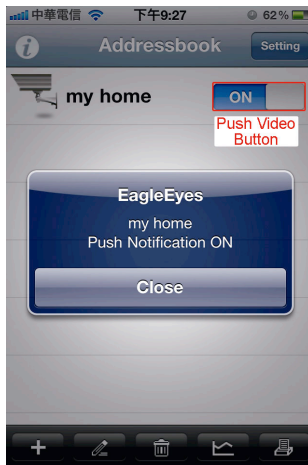 中華電信 下午9:27 62%
Addressbook Setting
my home ON
Push Video
Button
EagleEyes
my home
Push Notification ON
Close